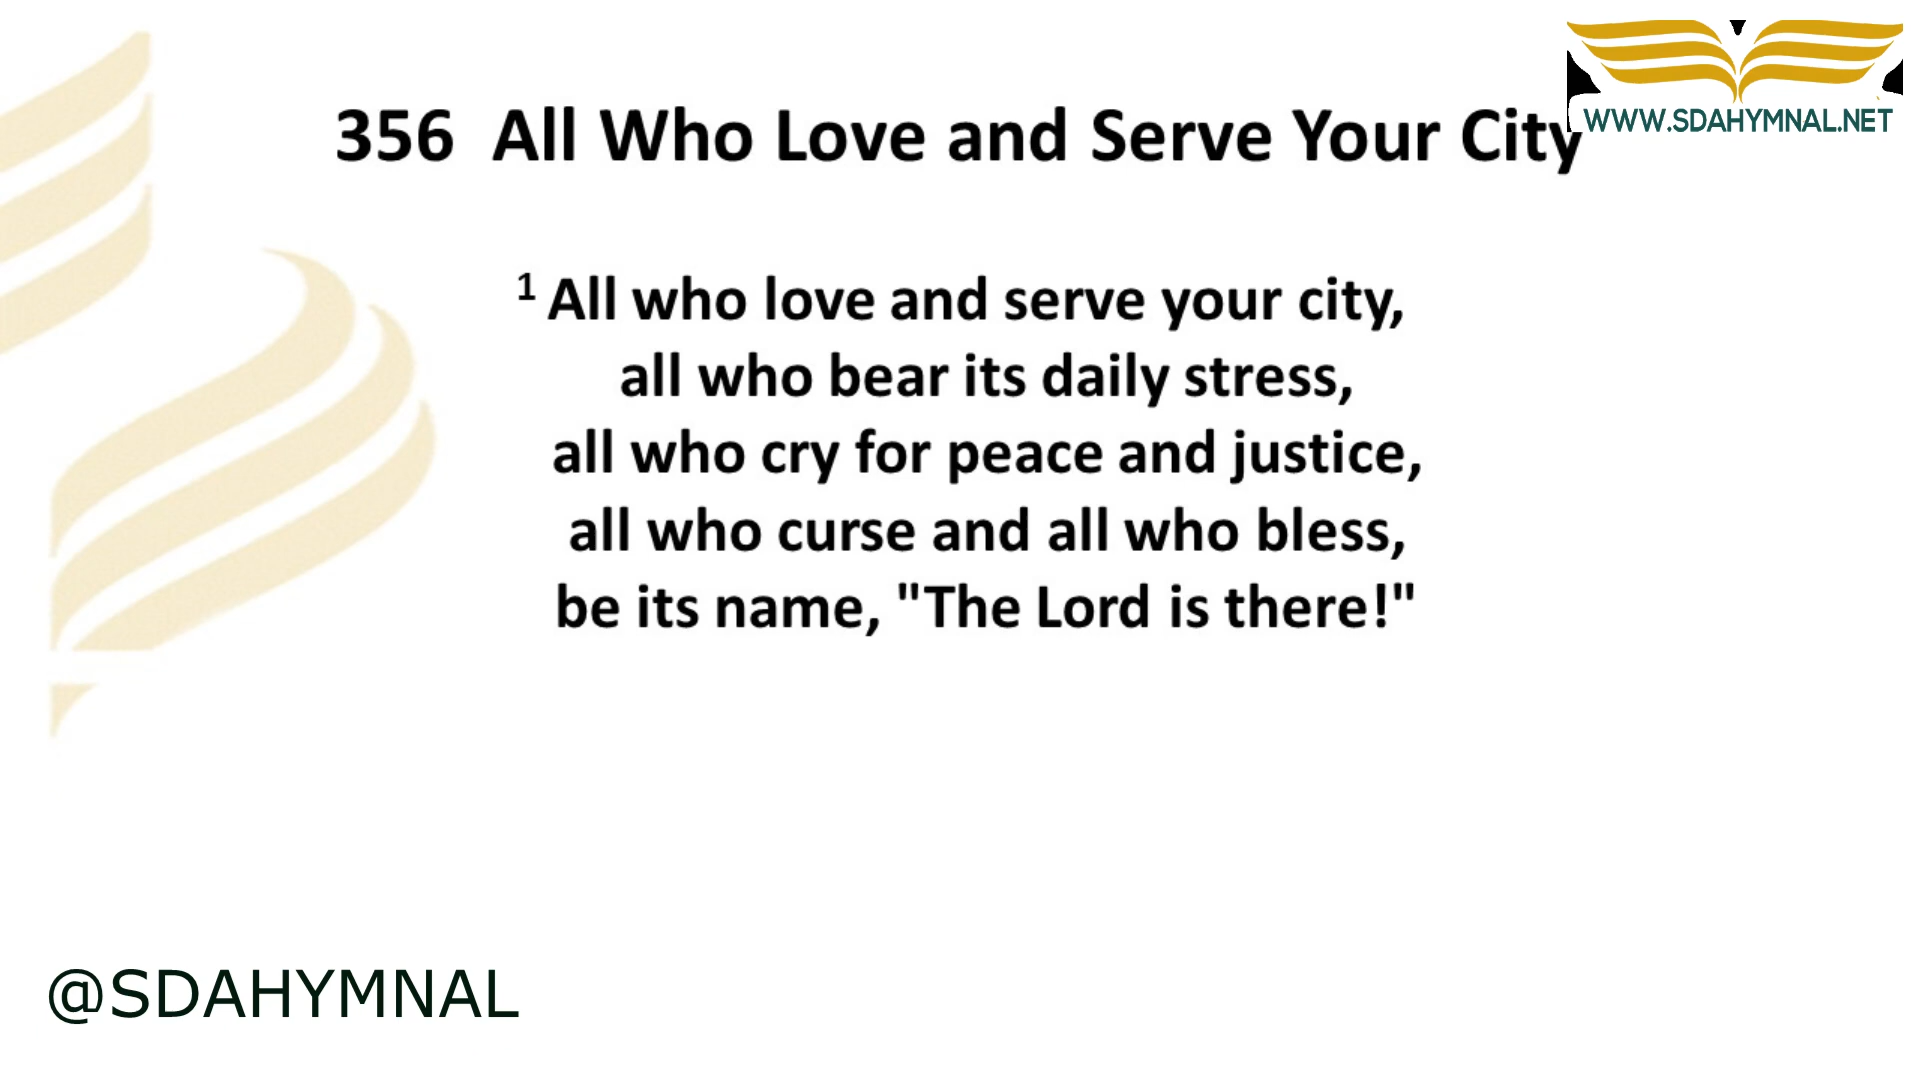 WWW.SDAHYMNAL.NET
356 All Who Love and Serve Your City
1 All who love and serve your city,
all who bear its daily stress,
all who cry for peace and justice,
all who curse and all who bless,
be its name, "The Lord is there!"
@SDAHYMNAL